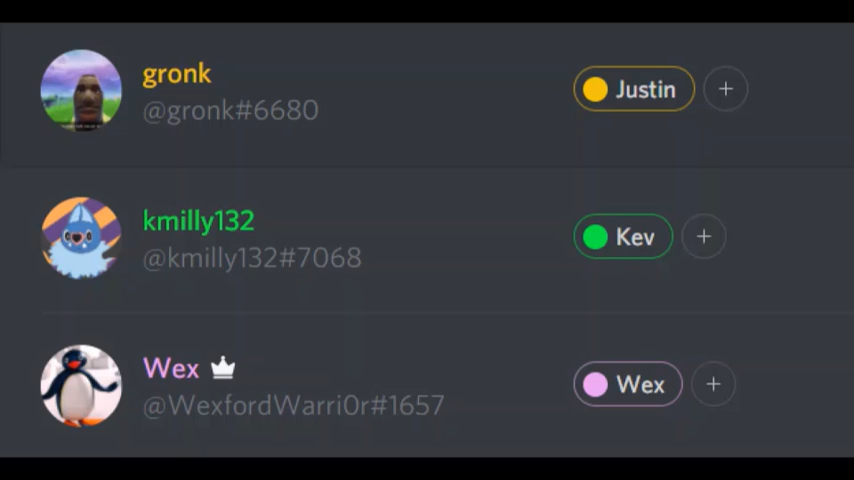 gronk
@gronk#6680
Justin
kmilly132
@kmilly132#7068
Kev
Wex
@WexfordWarri0r#1657
Wex